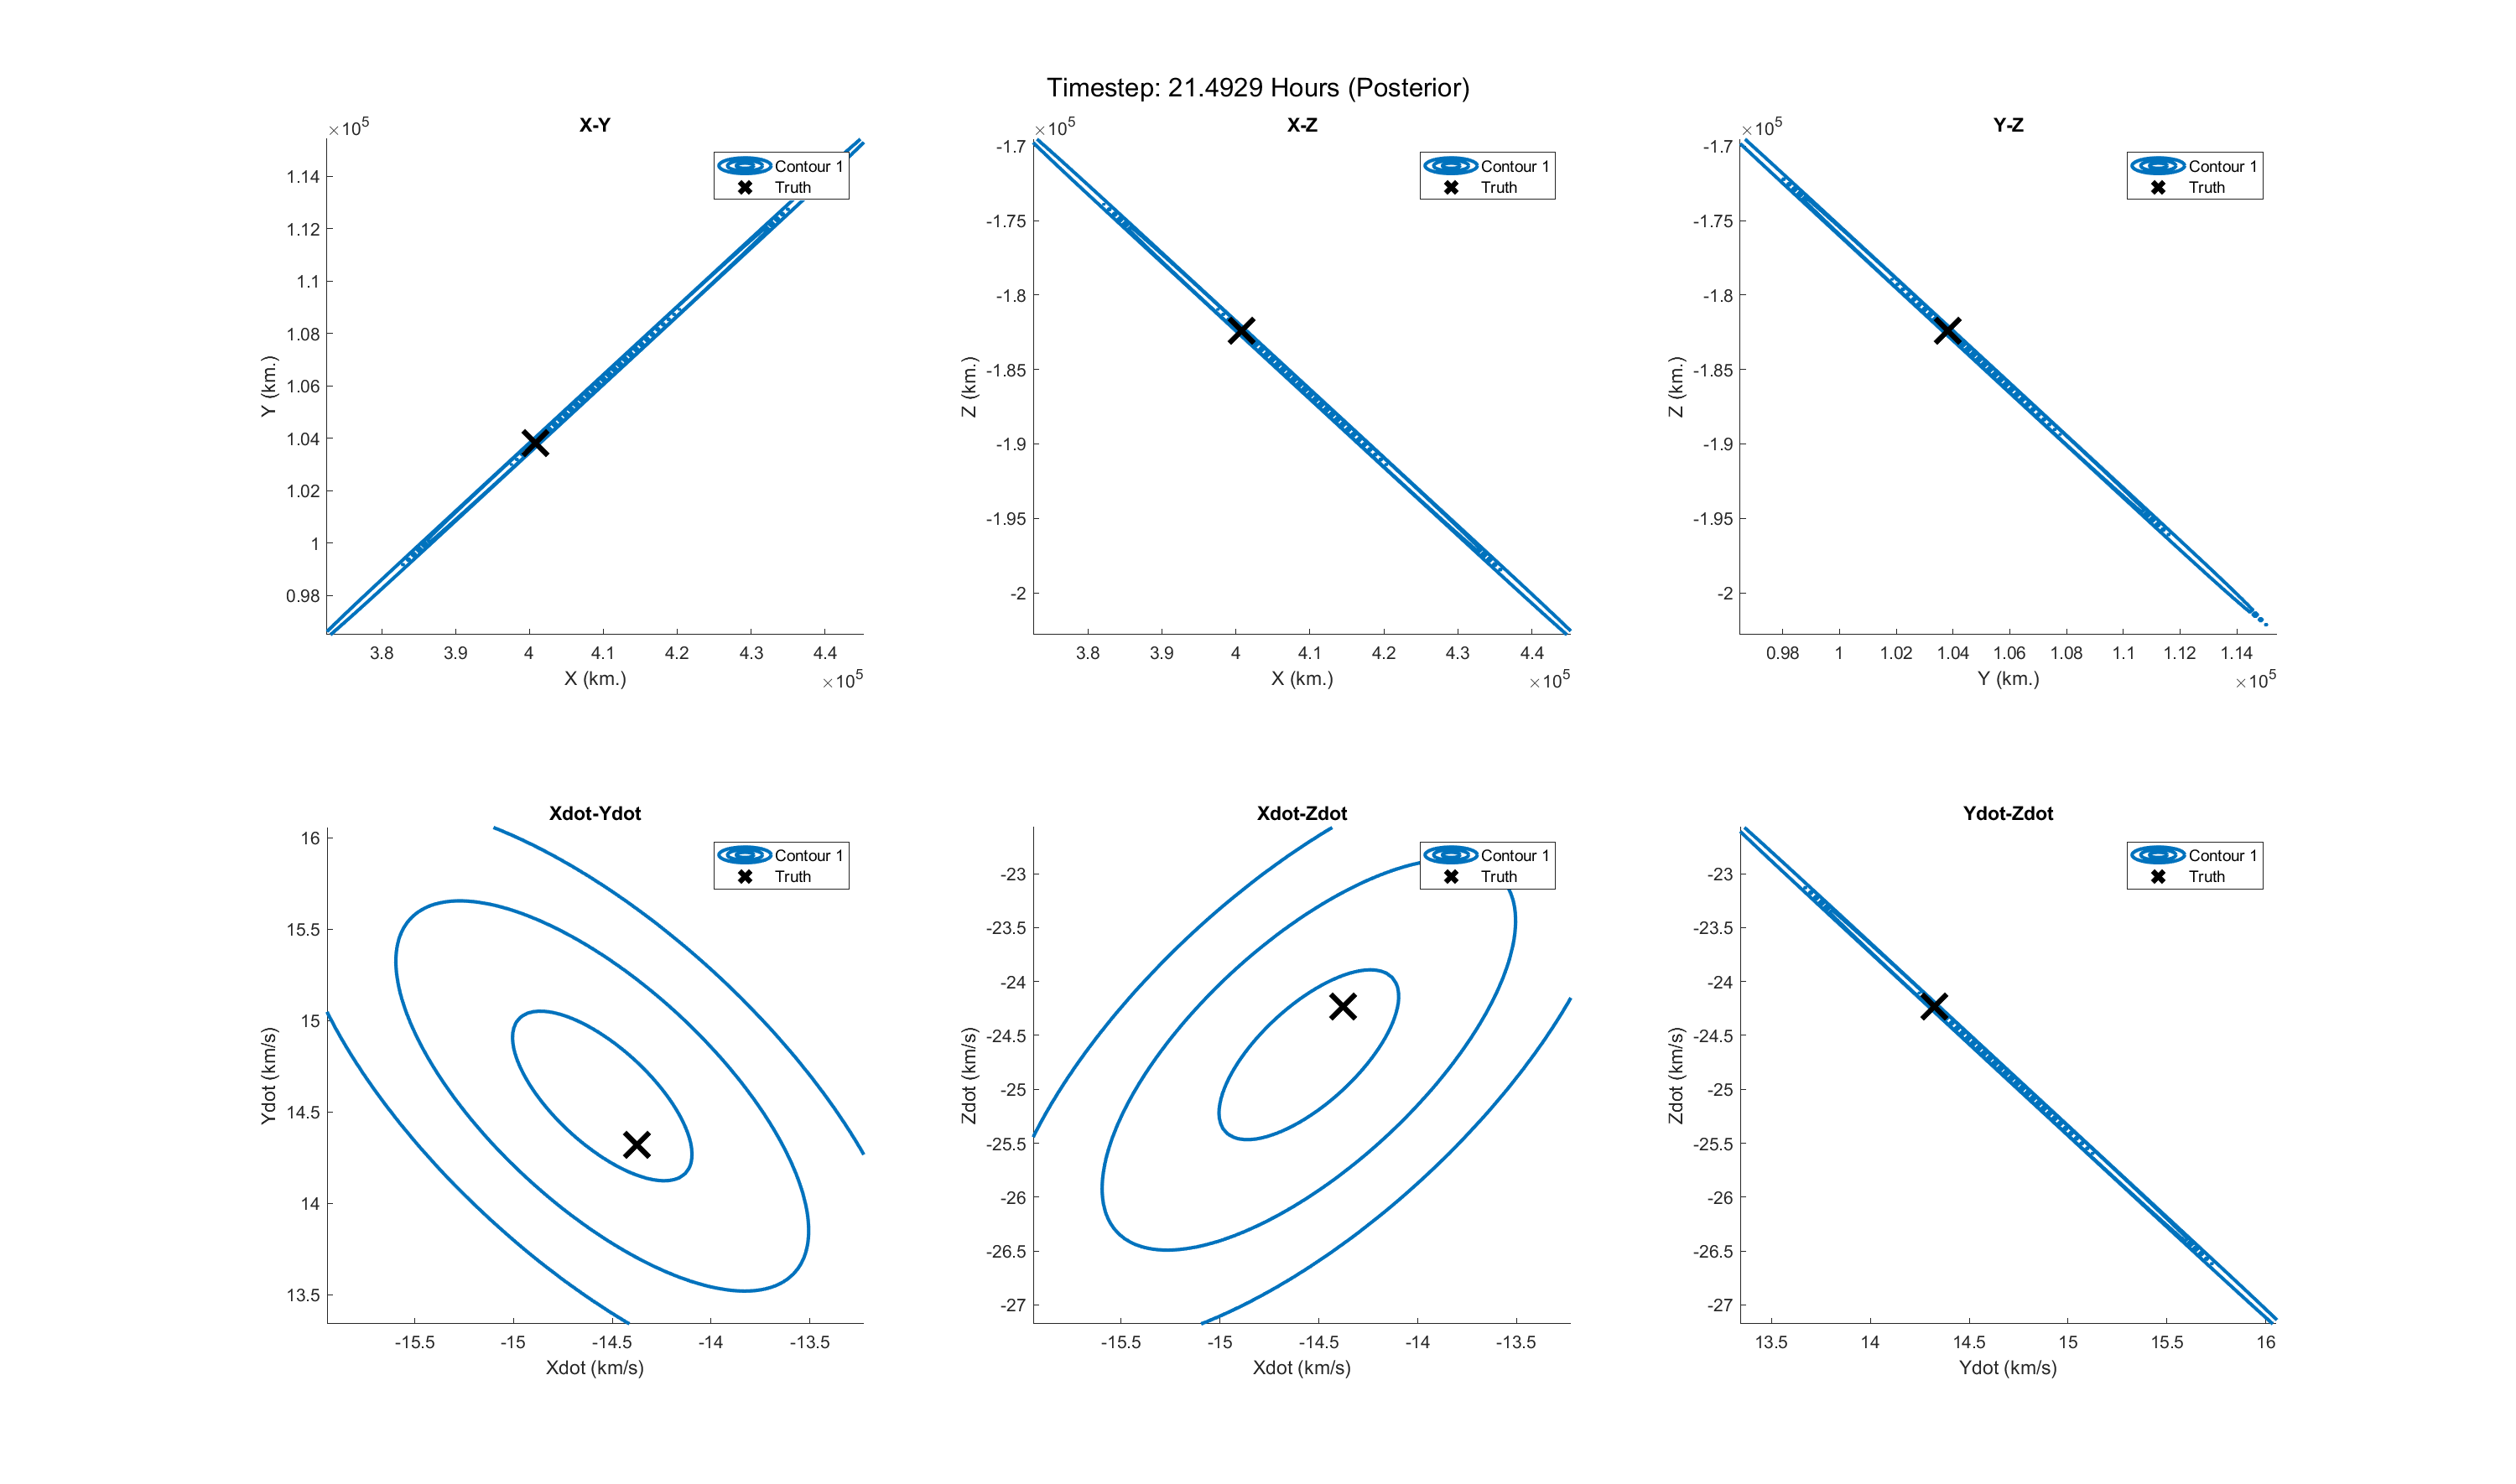 Timestep: 21.4929 Hours (Posterior)
X-Y
×10^5
1.14
1.12
1.1
1.08
1.06
1.04
1.02
1
0.98
Y (km.)
3.8 3.9 4 4.1 4.2 4.3 4.4
X (km.)
×10^5
Contour 1
Truth
X-Z
×10^5
-1.7
-1.75
-1.8
-1.85
-1.9
-1.95
-2
Z (km.)
3.8 3.9 4 4.1 4.2 4.3 4.4
X (km.)
×10^5
Contour 1
Truth
Y-Z
×10^5
-1.7
-1.75
-1.8
-1.85
-1.9
-1.95
-2
Z (km.)
0.98 1 1.02 1.04 1.06 1.08 1.1 1.12 1.14
Y (km.)
×10^5
Contour 1
Truth
Xdot-Ydot
16
15.5
15
14.5
14
13.5
Ydot (km/s)
-15.5 -15 -14.5 -14 -13.5
Xdot (km/s)
Contour 1
Truth
Xdot-Zdot
-23
-23.5
-24
-24.5
-25
-25.5
-26
-26.5
-27
Zdot (km/s)
-15.5 -15 -14.5 -14 -13.5
Xdot (km/s)
Contour 1
Truth
Ydot-Zdot
-23
-23.5
-24
-24.5
-25
-25.5
-26
-26.5
-27
Zdot (km/s)
13.5 14 14.5 15 15.5 16
Ydot (km/s)
Contour 1
Truth